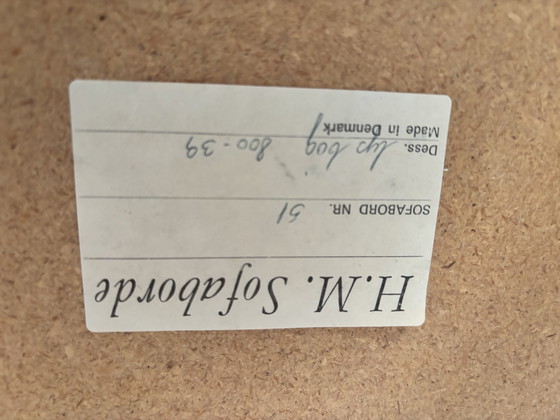 H.M. Sofaborde
SOFABORD NR. 51
Dess. lys bøg 800-39
Made in Denmark